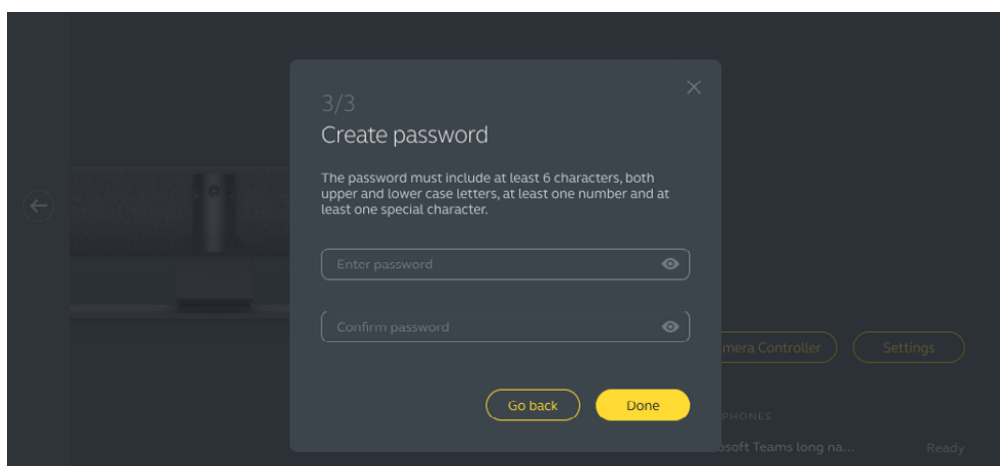 3/3
Create password
The password must include at least 6 characters, both
upper and lower case letters, at least one number and at
least one special character.
Enter password
Confirm password
mera Controller
Settings
Go back
Done
PHONES
osoft Teams long na...
Ready